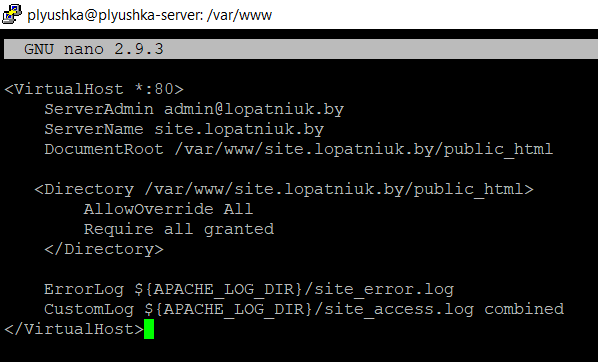 plyushka@plyushka-server: /var/www
GNU nano 2.9.3
<VirtualHost *:80>
    ServerAdmin admin@lopatniuk.by
    ServerName site.lopatniuk.by
    DocumentRoot /var/www/site.lopatniuk.by/public_html

   <Directory /var/www/site.lopatniuk.by/public_html>
        AllowOverride All
        Require all granted
    </Directory>

    ErrorLog ${APACHE_LOG_DIR}/site_error.log
    CustomLog ${APACHE_LOG_DIR}/site_access.log combined
</VirtualHost>